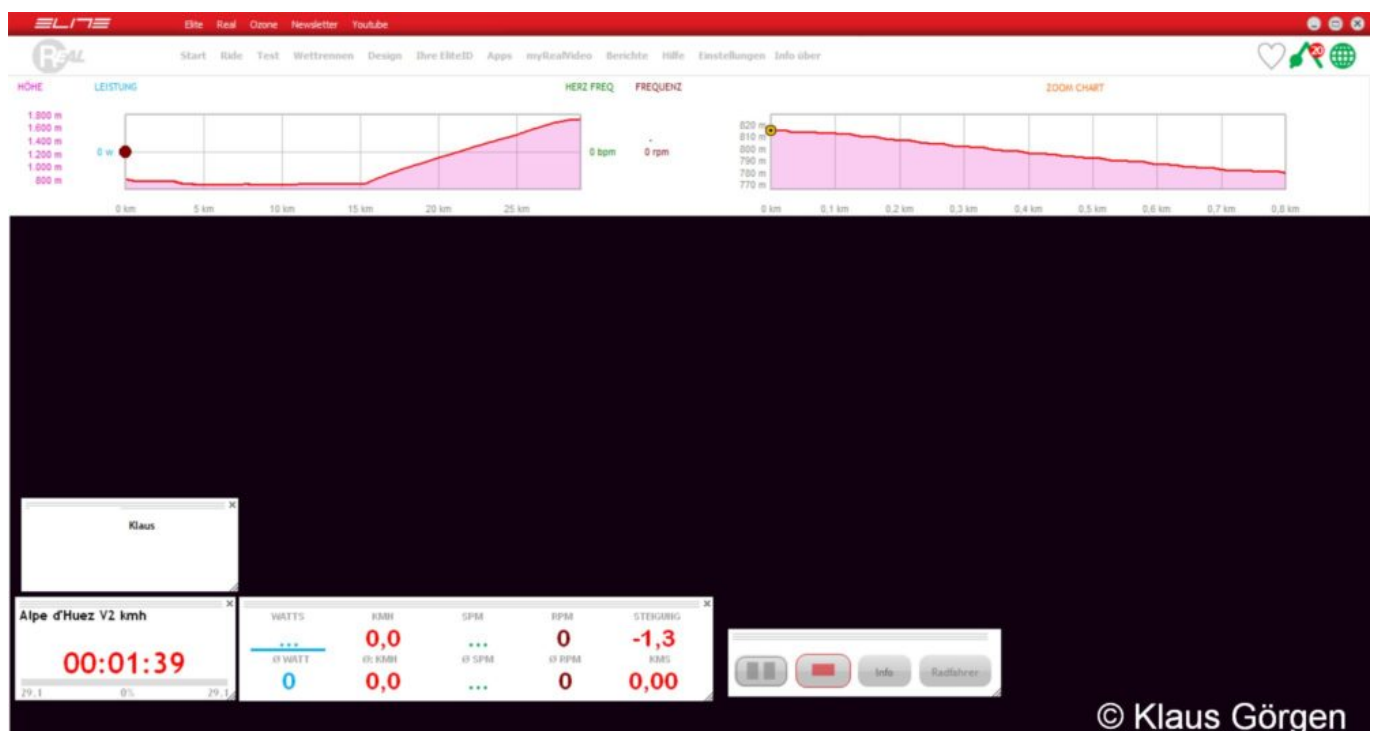 ELITE Elite Real Ozone Newsletter Youtube
REAL Start Ride Test Wettrennen Design Ihre EliteID Apps myRealVideo Berichte Hilfe Einstellungen Info über 20
HÖHE LEISTUNG HERZ FREQ FREQUENZ ZOOM CHART
1.800 m
1.600 m
1.400 m
1.200 m
1.000 m
800 m
0 w
0 bpm
-
0 rpm
0 km 5 km 10 km 15 km 20 km 25 km
820 m
810 m
800 m
790 m
780 m
770 m
0 km 0,1 km 0,2 km 0,3 km 0,4 km 0,5 km 0,6 km 0,7 km 0,8 km
Klaus
Alpe d'Huez V2 kmh
00:01:39
29.1 0% 29.1
WATTS KMH SPM RPM STEIGUNG
... 0,0 ... 0 -1,3
Ø WATT Ø: KMH Ø SPM Ø RPM KMS
0 0,0 ... 0 0,00
Info Radfahrer
© Klaus Görgen